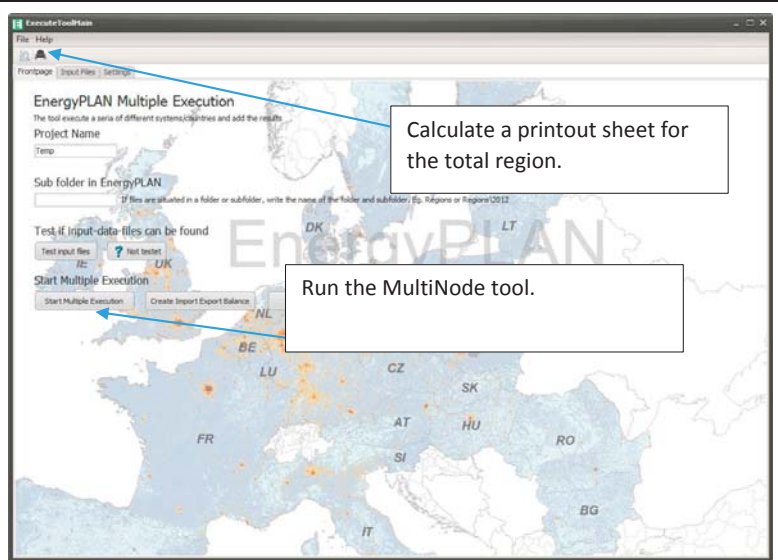 ExecuteToolMain
File Help
Frontpage Input Files Settings
EnergyPLAN Multiple Execution
The tool execute a seria of different systems/countries and add the results
Project Name
Temp
Sub folder in EnergyPLAN
If files are situated in a folder or subfolder, write the name of the folder and subfolder. Eg. Regions or Regions\2012
Test if input-data-files can be found
Test input files ? Not testet
Start Multiple Execution
Start Multiple Execution Create Import Export Balance
Calculate a printout sheet for
the total region.
Run the MultiNode tool.
EnergyPLAN
DK
LT
IE
UK
NL
BE
LU
CZ
SK
FR
AT
HU
SI
RO
BG
IT